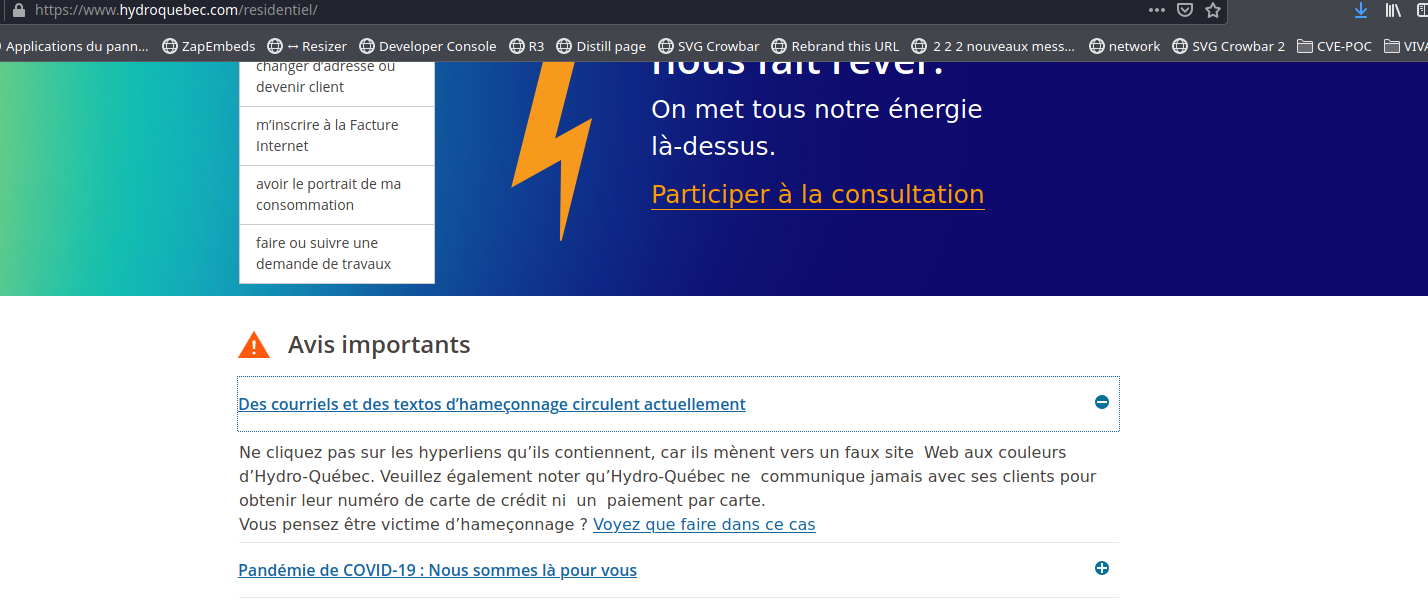 https://www.hydroquebec.com/residentiel/
Applications du pann...
ZapEmbeds
↔ Resizer
Developer Console
R3
Distill page
SVG Crowbar
Rebrand this URL
2 2 2 nouveaux mess...
network
SVG Crowbar 2
CVE-POC
VIVA
changer d'adresse ou
devenir client
m'inscrire à la Facture
Internet
avoir le portrait de ma
consommation
faire ou suivre une
demande de travaux
nous fait rêver.
On met tous notre énergie
là-dessus.
Participer à la consultation
Avis importants
Des courriels et des textos d'hameçonnage circulent actuellement
Ne cliquez pas sur les hyperliens qu'ils contiennent, car ils mènent vers un faux site  Web aux couleurs
d'Hydro-Québec. Veuillez également noter qu'Hydro-Québec ne  communique jamais avec ses clients pour
obtenir leur numéro de carte de crédit ni  un  paiement par carte.
Vous pensez être victime d'hameçonnage ? Voyez que faire dans ce cas
Pandémie de COVID-19 : Nous sommes là pour vous